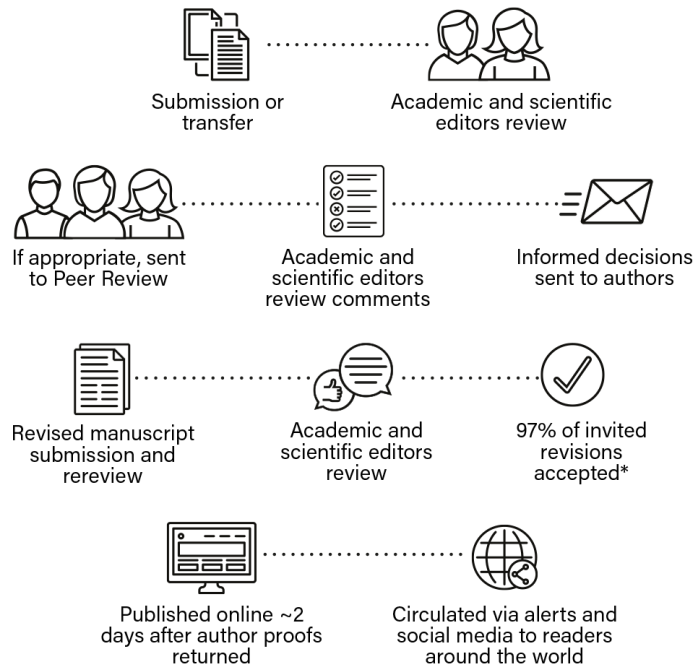 Submission or
transfer
Academic and scientific
editors review
If appropriate, sent
to Peer Review
Academic and
scientific editors
review comments
Informed decisions
sent to authors
Revised manuscript
submission and
rereview
Academic and
scientific editors
review
97% of invited
revisions
accepted*
Published online ~2
days after author proofs
returned
Circulated via alerts and
social media to readers
around the world